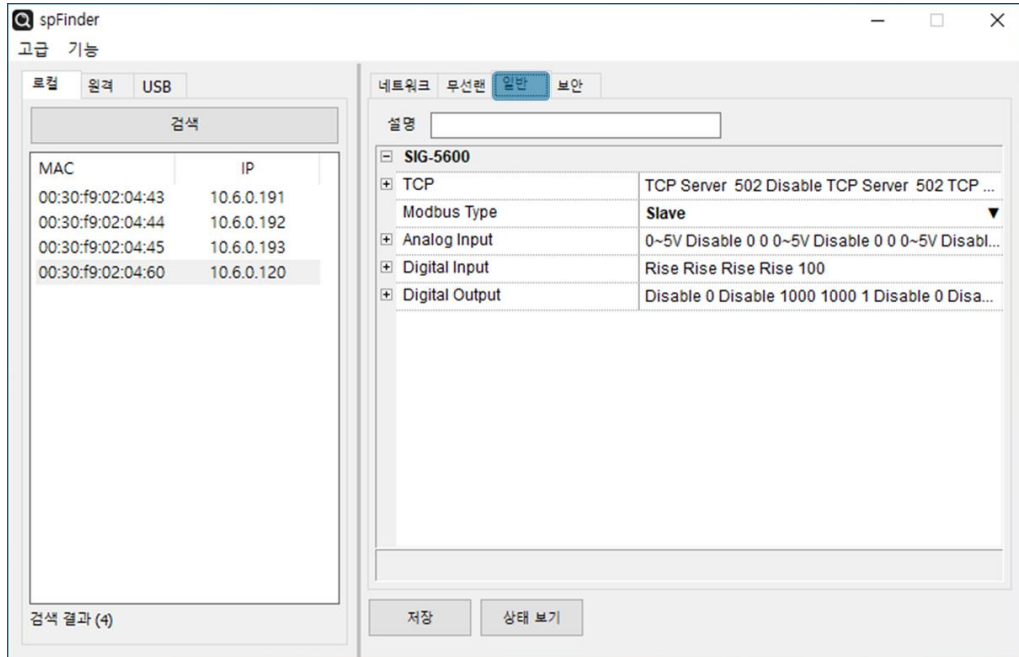 spFinder
고급 기능
로컬 원격 USB
검색
MAC IP
00:30:f9:02:04:43 10.6.0.191
00:30:f9:02:04:44 10.6.0.192
00:30:f9:02:04:45 10.6.0.193
00:30:f9:02:04:60 10.6.0.120
검색 결과 (4)
네트워크 무선랜 일반 보안
설명
SIG-5600
TCP TCP Server 502 Disable TCP Server 502 TCP ...
Modbus Type Slave
Analog Input 0~5V Disable 0 0 0~5V Disable 0 0 0~5V Disabl...
Digital Input Rise Rise Rise Rise 100
Digital Output Disable 0 Disable 1000 1000 1 Disable 0 Disa...
저장 상태 보기